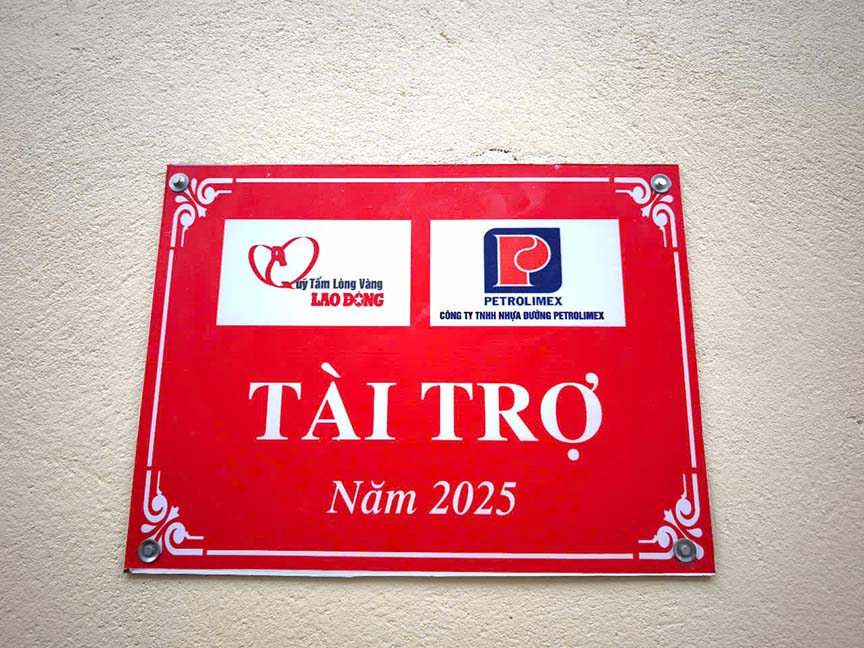 Quỹ Tấm Lòng Vàng
LAO ĐỘNG
PETROLIMEX
CÔNG TY TNHH NHỰA ĐƯỜNG PETROLIMEX
TÀI TRỢ
Năm 2025